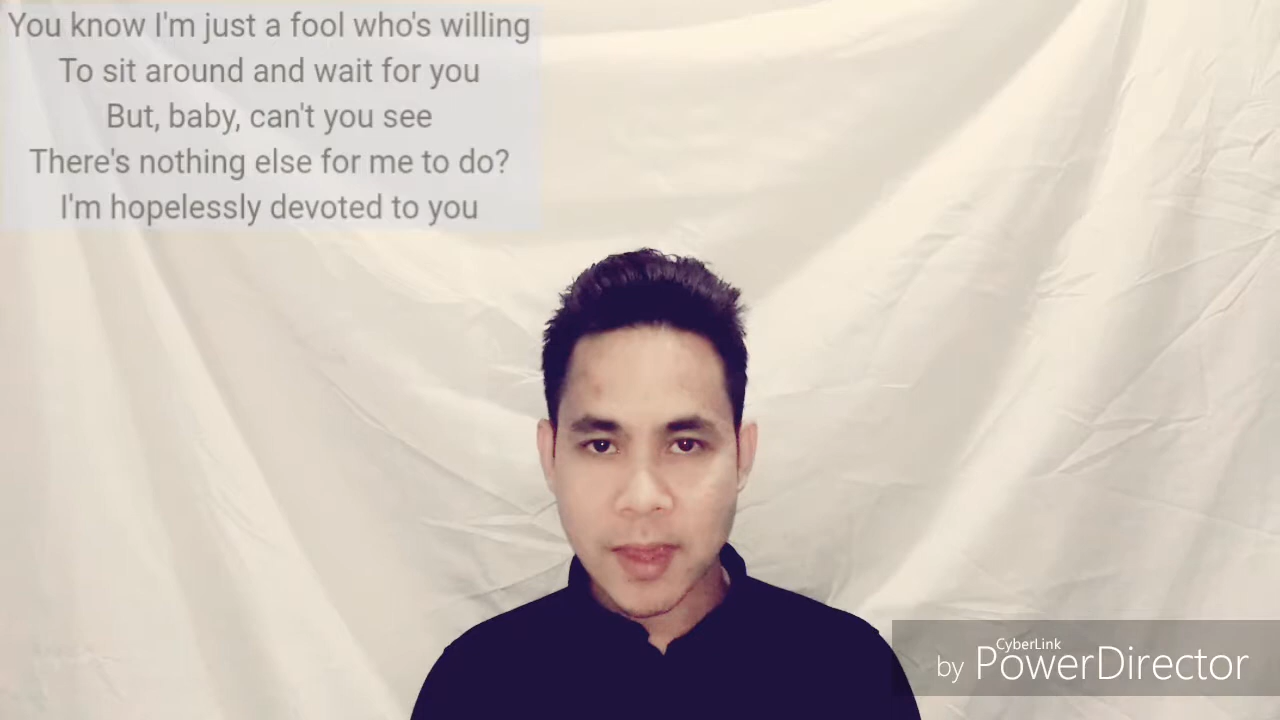 You know I'm just a fool who's willing
To sit around and wait for you
But, baby, can't you see
There's nothing else for me to do?
I'm hopelessly devoted to you
CyberLink
by PowerDirector